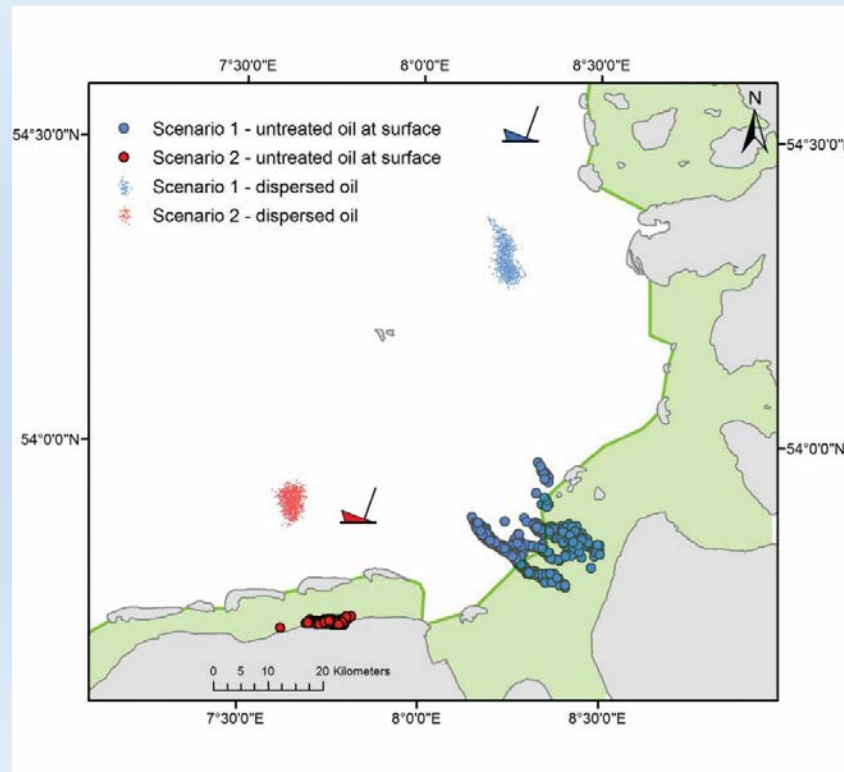 7°30'0"E 8°0'0"E 8°30'0"E
N
54°30'0"N 54°30'0"N
Scenario 1 - untreated oil at surface
Scenario 2 - untreated oil at surface
Scenario 1 - dispersed oil
Scenario 2 - dispersed oil
54°0'0"N 54°0'0"N
0 5 10 20 Kilometers
7°30'0"E 8°0'0"E 8°30'0"E